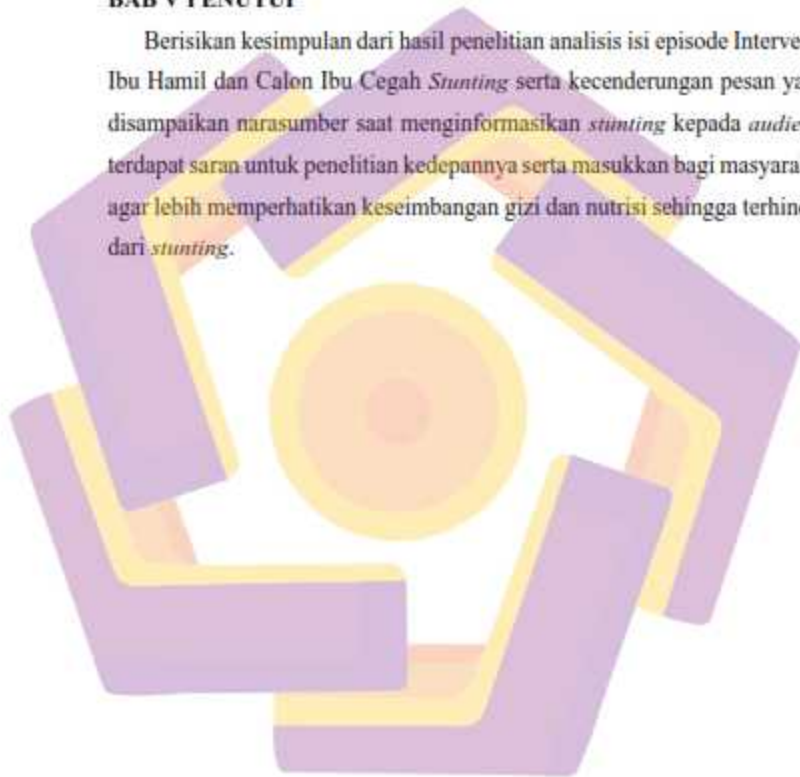 BAB V PENUTUP
Berisikan kesimpulan dari hasil penelitian analisis isi episode
Ibu Hamil dan Calon Ibu Cegah Stunting serta kecenderungan pesan
disampaikan narasumber saat menginformasikan stunting kepada
terdapat saran untuk penelitian kedepannya serta masukkan bagi
agar lebih memperhatikan keseimbangan gizi dan nutrisi sehingga
dari stunting.